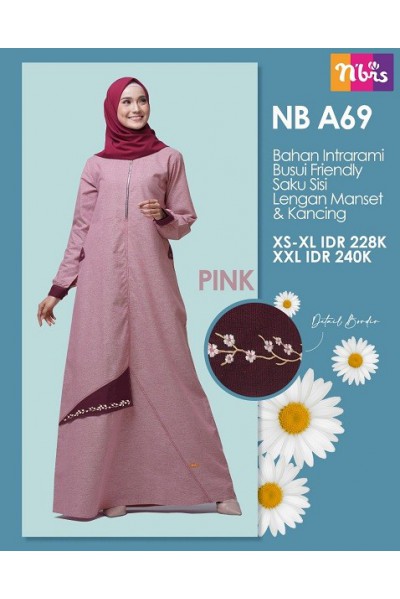 Nbrs
NB A69
Bahan Intrarami
Busui Friendly
Saku Sisi
Lengan Manset
& Kancing
XS-XL IDR 228K
XXL IDR 240K
PINK
Detail Bordir